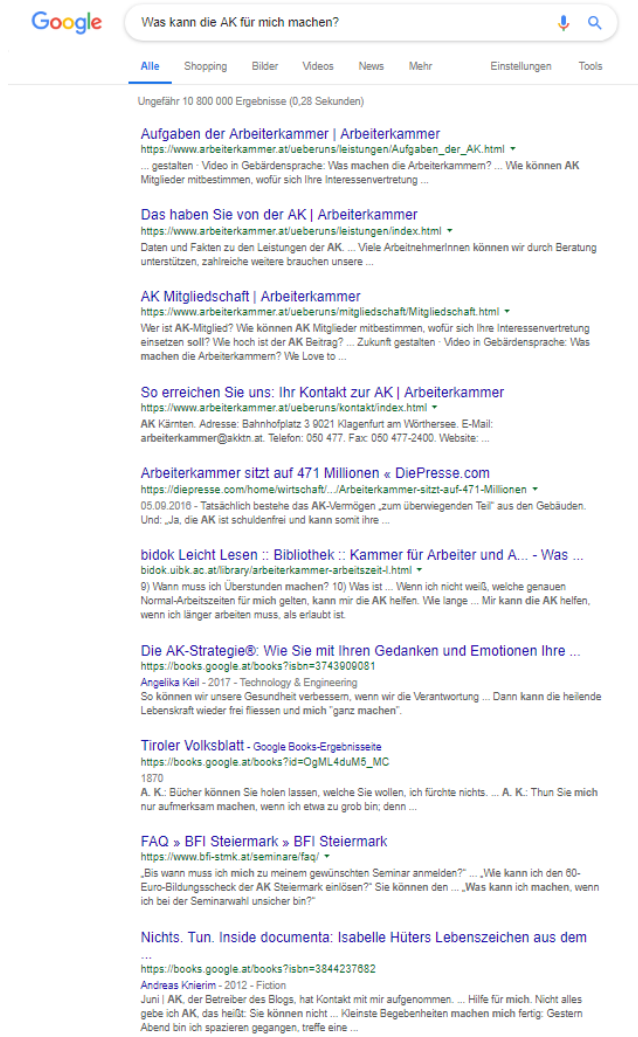 Google
Was kann die AK für mich machen?
Alle Shopping Bilder Videos News Mehr Einstellungen Tools
Ungefähr 10 800 000 Ergebnisse (0,28 Sekunden)
Aufgaben der Arbeiterkammer | Arbeiterkammer
https://www.arbeiterkammer.at/ueberuns/leistungen/Aufgaben_der_AK.html
... gestalten · Video in Gebärdensprache: Was machen die Arbeiterkammern? ... Wie können AK
Mitglieder mitbestimmen, wofür sich Ihre Interessenvertretung ...
Das haben Sie von der AK | Arbeiterkammer
https://www.arbeiterkammer.at/ueberuns/leistungen/index.html
Daten und Fakten zu den Leistungen der AK. ... Viele ArbeitnehmerInnen können wir durch Beratung
unterstützen, zahlreiche weitere brauchen unsere ...
AK Mitgliedschaft | Arbeiterkammer
https://www.arbeiterkammer.at/ueberuns/mitgliedschaft/Mitgliedschaft.html
Wer ist AK-Mitglied? Wie können AK Mitglieder mitbestimmen, wofür sich Ihre Interessenvertretung
einsetzen soll? Wie hoch ist der AK Beitrag? ... Zukunft gestalten · Video in Gebärdensprache: Was
machen die Arbeiterkammern? We Love to ...
So erreichen Sie uns: Ihr Kontakt zur AK | Arbeiterkammer
https://www.arbeiterkammer.at/ueberuns/kontakt/index.html
AK Kärnten. Adresse: Bahnhofplatz 3 9021 Klagenfurt am Wörthersee. E-Mail:
arbeiterkammer@akktn.at. Telefon: 050 477. Fax: 050 477-2400. Website: ...
Arbeiterkammer sitzt auf 471 Millionen « DiePresse.com
https://diepresse.com/home/wirtschaft/.../Arbeiterkammer-sitzt-auf-471-Millionen
05.09.2016 - Tatsächlich bestehe das AK-Vermögen „zum überwiegenden Teil" aus den Gebäuden.
Und: „Ja, die AK ist schuldenfrei und kann somit ihre ...
bidok Leicht Lesen :: Bibliothek :: Kammer für Arbeiter und A... - Was ...
bidok.uibk.ac.at/library/arbeiterkammer-arbeitszeit-l.html
9) Wann muss ich Überstunden machen? 10) Was ist ... Wenn ich nicht weiß, welche genauen
Normal-Arbeitszeiten für mich gelten, kann mir die AK helfen. Wie lange ... Mir kann die AK helfen,
wenn ich länger arbeiten muss, als erlaubt ist.
Die AK-Strategie®: Wie Sie mit Ihren Gedanken und Emotionen Ihre ...
https://books.google.at/books?isbn=3743909081
Angelika Keil - 2017 - Technology & Engineering
So können wir unsere Gesundheit verbessern, wenn wir die Verantwortung ... Dann kann die heilende
Lebenskraft wieder frei fliessen und mich "ganz machen".
Tiroler Volksblatt - Google Books-Ergebnisseite
https://books.google.at/books?id=OgML4duM5_MC
1870
A. K.: Bücher können Sie holen lassen, welche Sie wollen, ich fürchte nichts. ... A. K.: Thun Sie mich
nur aufmerksam machen, wenn ich etwa zu grob bin; denn ...
FAQ » BFI Steiermark » BFI Steiermark
https://www.bfi-stmk.at/seminare/faq/
„Bis wann muss ich mich zu meinem gewünschten Seminar anmelden?" ... „Wie kann ich den 60-
Euro-Bildungsscheck der AK Steiermark einlösen?" Sie können den ... „Was kann ich machen, wenn
ich bei der Seminarwahl unsicher bin?"
Nichts. Tun. Inside documenta: Isabelle Hüters Lebenszeichen aus dem
...
https://books.google.at/books?isbn=3844237682
Andreas Knierim - 2012 - Fiction
Juni | AK, der Betreiber des Blogs, hat Kontakt mit mir aufgenommen. ... Hilfe für mich. Nicht alles
gebe ich AK, das heißt: Sie können nicht ... Kleinste Begebenheiten machen mich fertig: Gestern
Abend bin ich spazieren gegangen, treffe eine ...